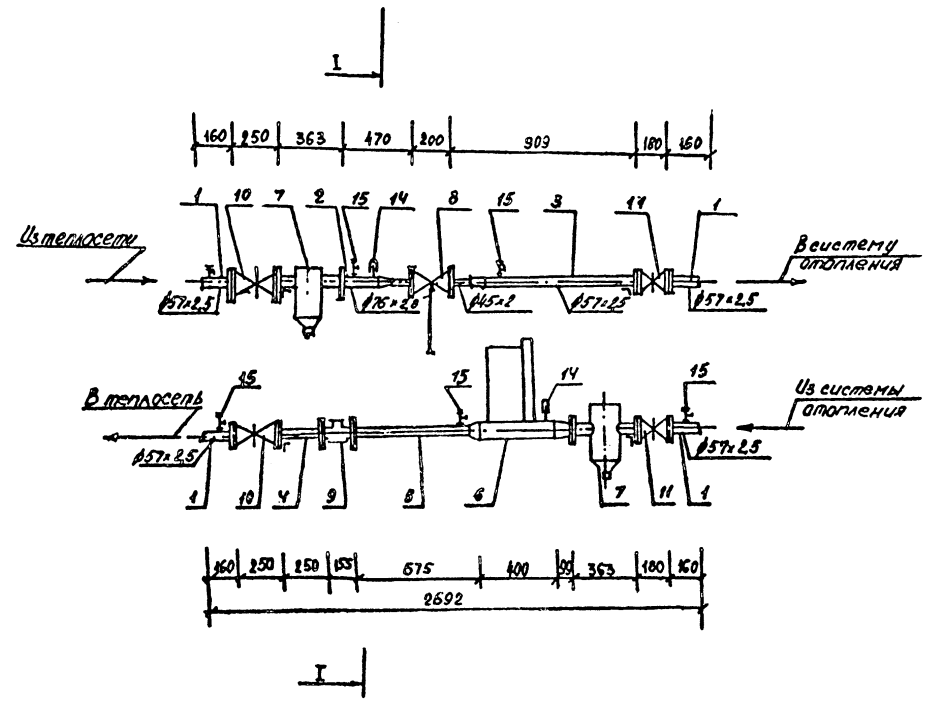 I
160 250 363 470 200 909 180 160
1 10 7 2 15 14 8 15 3 11 1
Из теплосети
В систему
отопления
ϕ57×2,5 ϕ76×2,8 ϕ45×2 ϕ57×2,5 ϕ57×2,5
15 15 14 15
В теплосеть
Из системы
отопления
ϕ57×2,5 ϕ57×2,5
1 10 4 9 5 6 7 11 1
160 250 250 155 675 400 99 363 180 160
2692
I